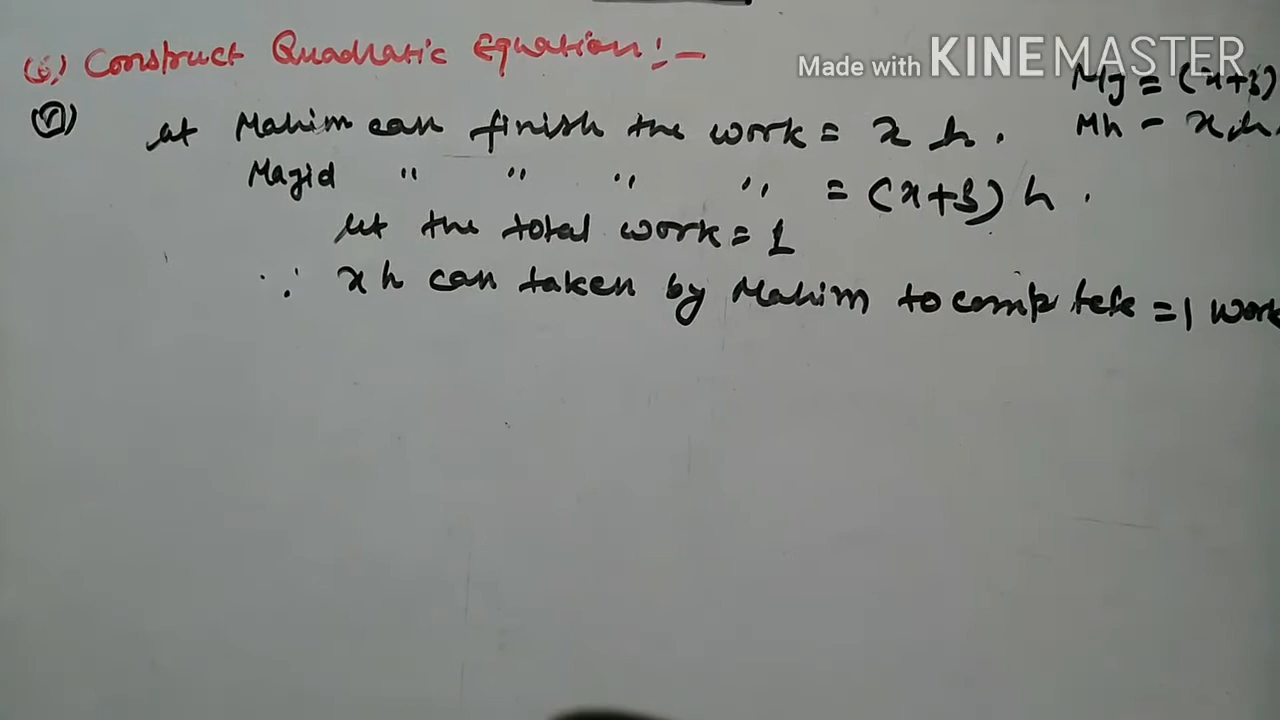 (6.) Construct Quadratic Equation :-
Made with KINEMASTER
Mj = (x+3)
Mh - x h.
let Mahim can finish the work = x h.
Majid " " " " = (x+3) h.
let the total work = 1
∵ x h can taken by Mahim to complete = 1 work